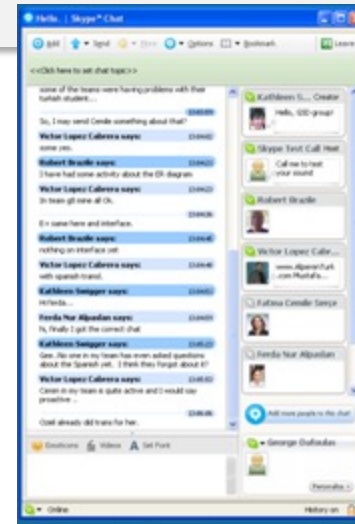 Hello. | Skype™ Chat
Add
Send
Options
Bookmark
Leave
<<Click here to set chat topic>>
some of the teams were having problems with their
turkish student...
So, I may send Cemile something about that?
Victor Lopez Cabrera says:
some yes.
Robert Brazile says:
I have had some activity about the ER diagram
Victor Lopez Cabrera says:
In team gll nine all Ok.
E = same here and interface.
Robert Brazile says:
nothing on interface yet
Victor Lopez Cabrera says:
with spanish transl.
Kathleen Swigger says:
Hi ferda...
Ferda Nur Alpaslan says:
hi, finally I got the correct chat
Kathleen Swigger says:
Gee..No one in my team has even asked questions
about the Spanish yet. I think they forgot about it?
Victor Lopez Cabrera says:
Ceren in my team is quite active and I would say
proactive ..
Ozel already did trans for her.
Emoticons
Videos
Set Font
Online
Kathleen S... Creator
Hello, GSD-group!
Skype Test Call Host
Call me to test
your sound
Robert Brazile
Victor Lopez Cabr...
Fatma Cemile Serçe
Ferda Nur Alpaslan
Add more people to this chat
George Dafoulas
Personalise
History on